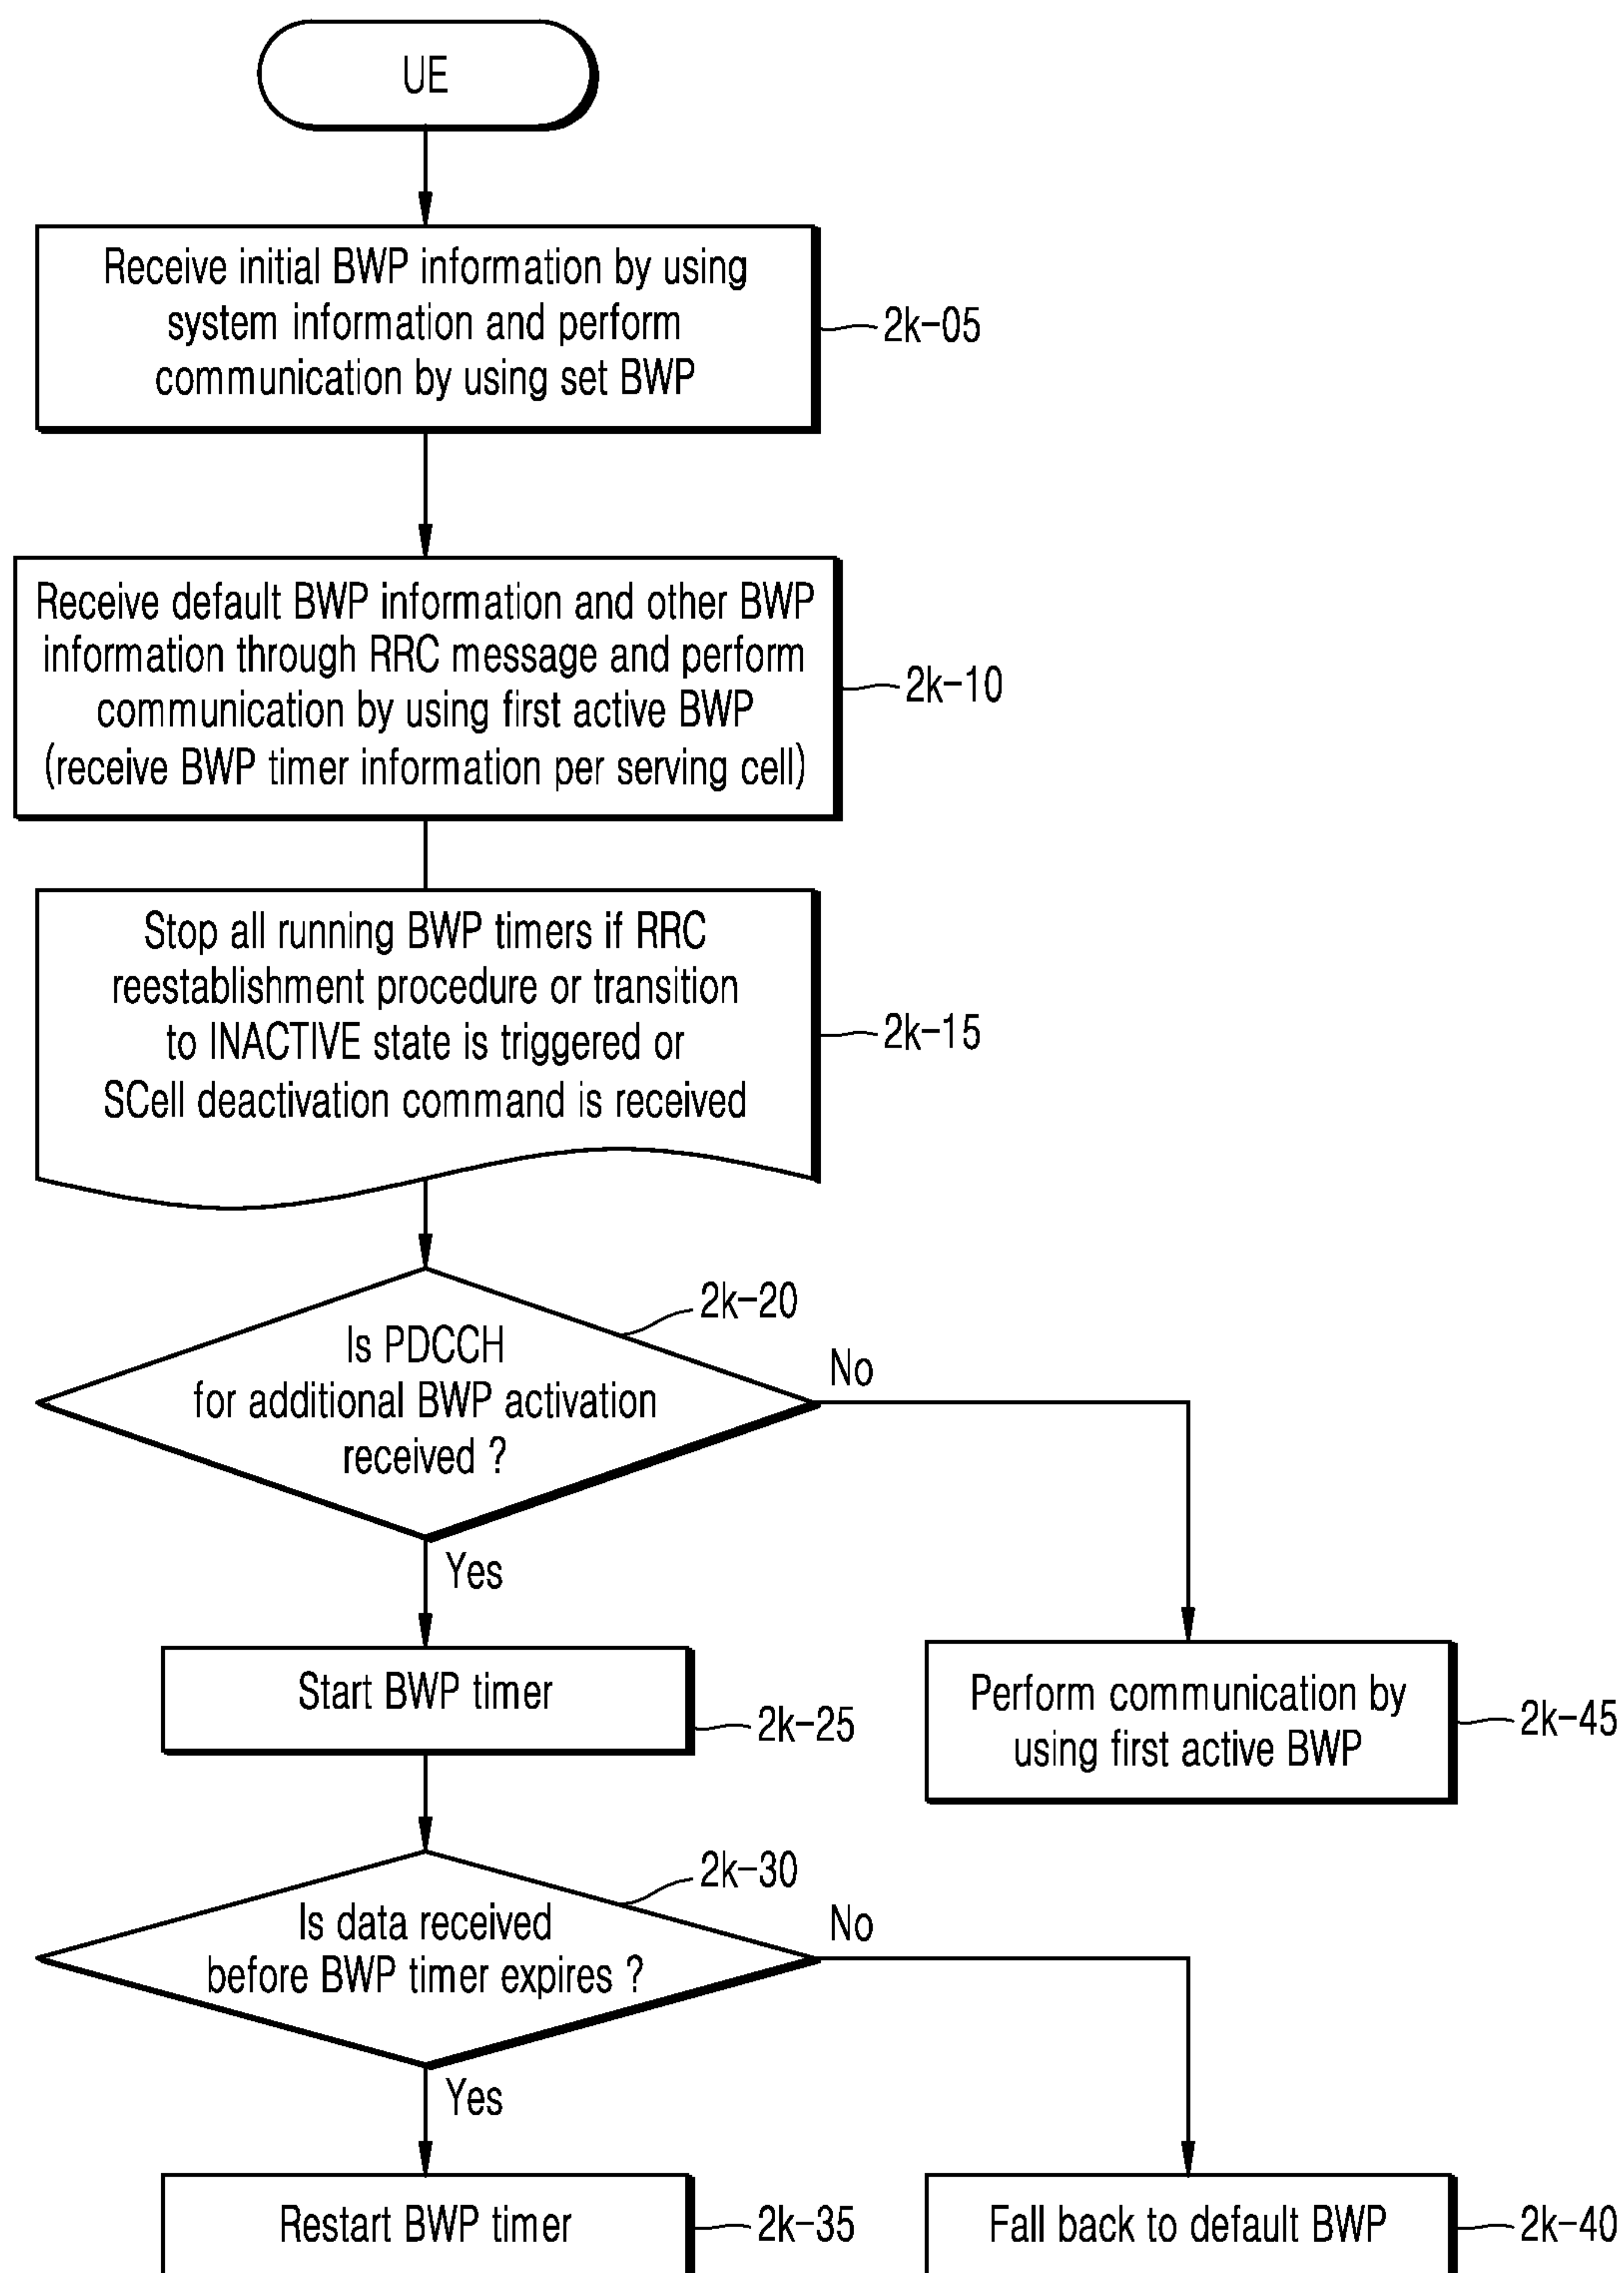 UE
Receive initial BWP information by using
system information and perform
communication by using set BWP
2k-05
Receive default BWP information and other BWP
information through RRC message and perform
communication by using first active BWP
(receive BWP timer information per serving cell)
2k-10
Stop all running BWP timers if RRC
reestablishment procedure or transition
to INACTIVE state is triggered or
SCell deactivation command is received
2k-15
2k-20
Is PDCCH
for additional BWP activation
received ?
No
Yes
Start BWP timer
2k-25
Perform communication by
using first active BWP
2k-45
2k-30
Is data received
before BWP timer expires ?
No
Yes
Restart BWP timer
2k-35
Fall back to default BWP
2k-40